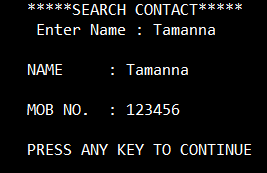 *****SEARCH CONTACT*****
Enter Name : Tamanna
NAME     : Tamanna
MOB NO.  : 123456
PRESS ANY KEY TO CONTINUE